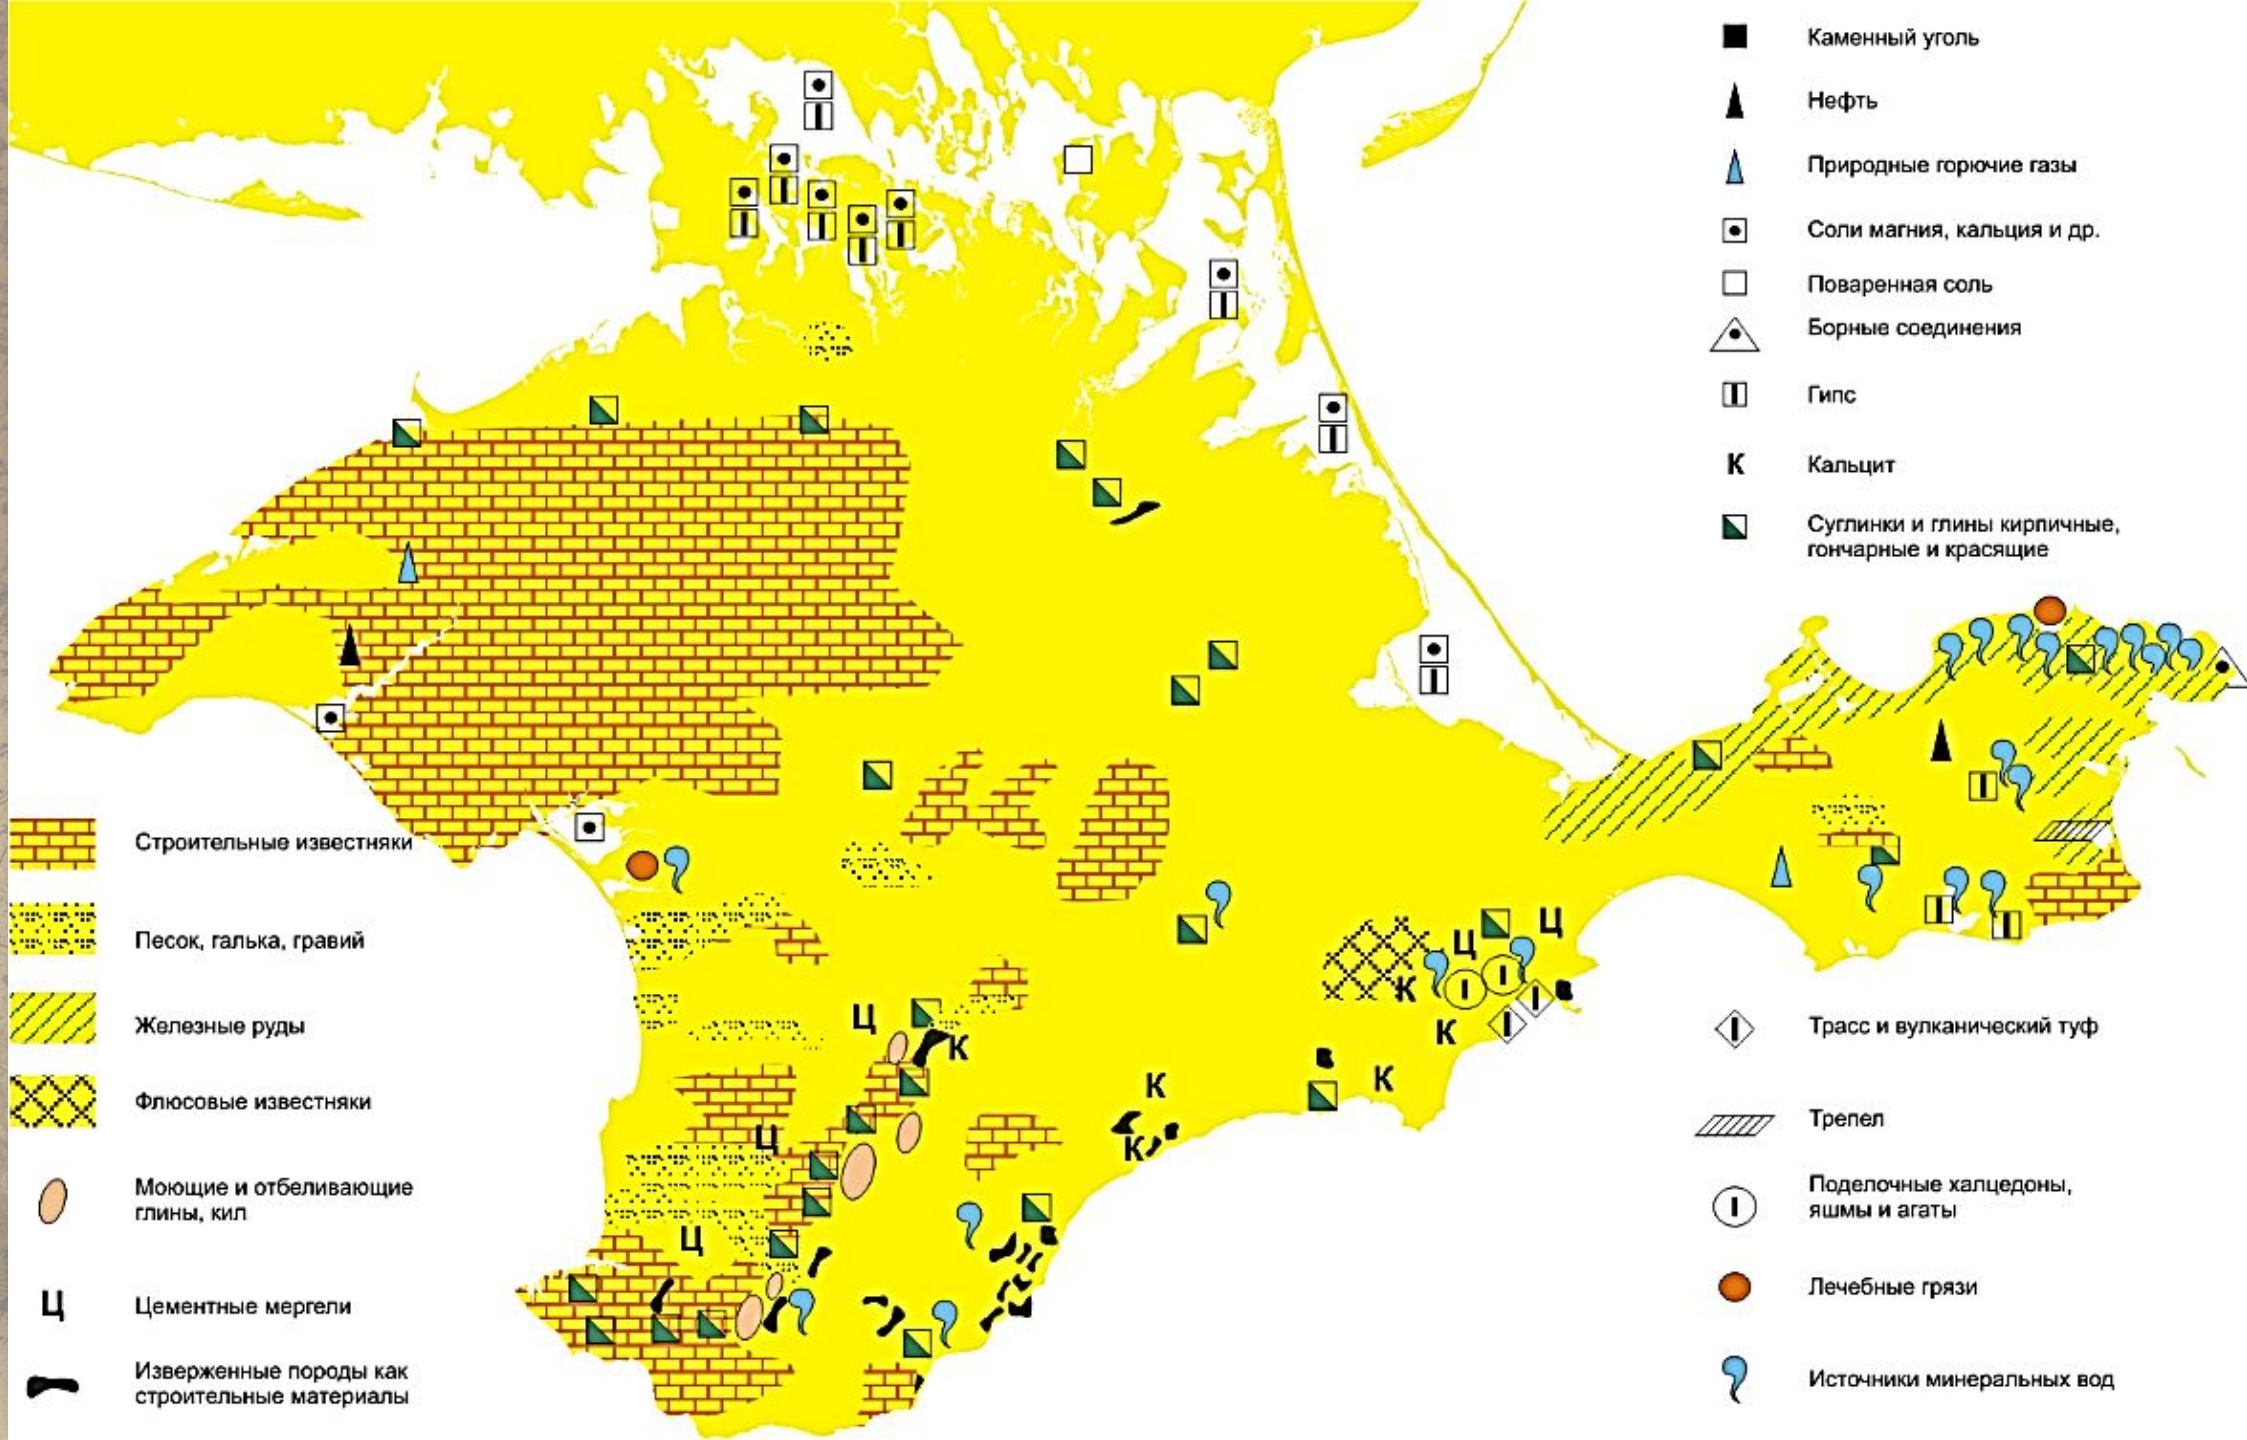 Каменный уголь
Нефть
Природные горючие газы
Соли магния, кальция и др.
Поваренная соль
Борные соединения
Гипс
К
Кальцит
Суглинки и глины кирпичные,
гончарные и красящие
Строительные известняки
Песок, галька, гравий
Железные руды
Флюсовые известняки
Моющие и отбеливающие
глины, кил
Ц
Цементные мергели
Изверженные породы как
строительные материалы
Ц
Ц
К
Ц
К
К
К
К
Ц
К
Ц
Трасс и вулканический туф
Трепел
Поделочные халцедоны,
яшмы и агаты
Лечебные грязи
Источники минеральных вод